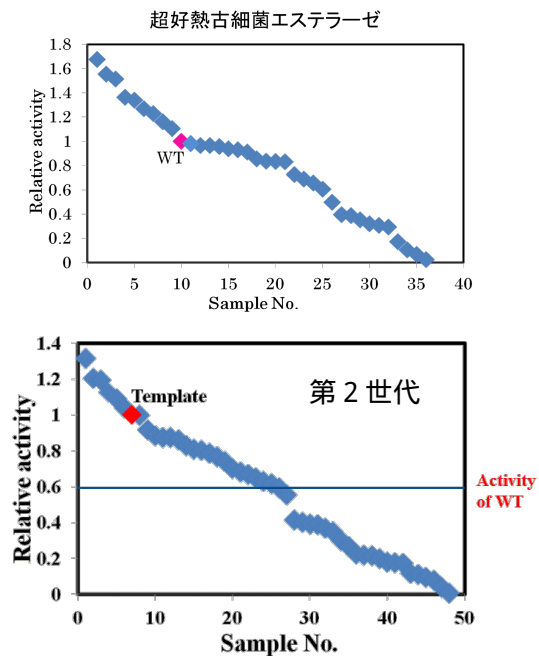 超好熱古細菌エステラーゼ
Relative activity
1.8
1.6
1.4
1.2
1
0.8
0.6
0.4
0.2
0
WT
0 5 10 15 20 25 30 35 40
Sample No.
Relative activity
1.4
1.2
1
0.8
0.6
0.4
0.2
0
Template
第2世代
Activity
of WT
0 10 20 30 40 50
Sample No.